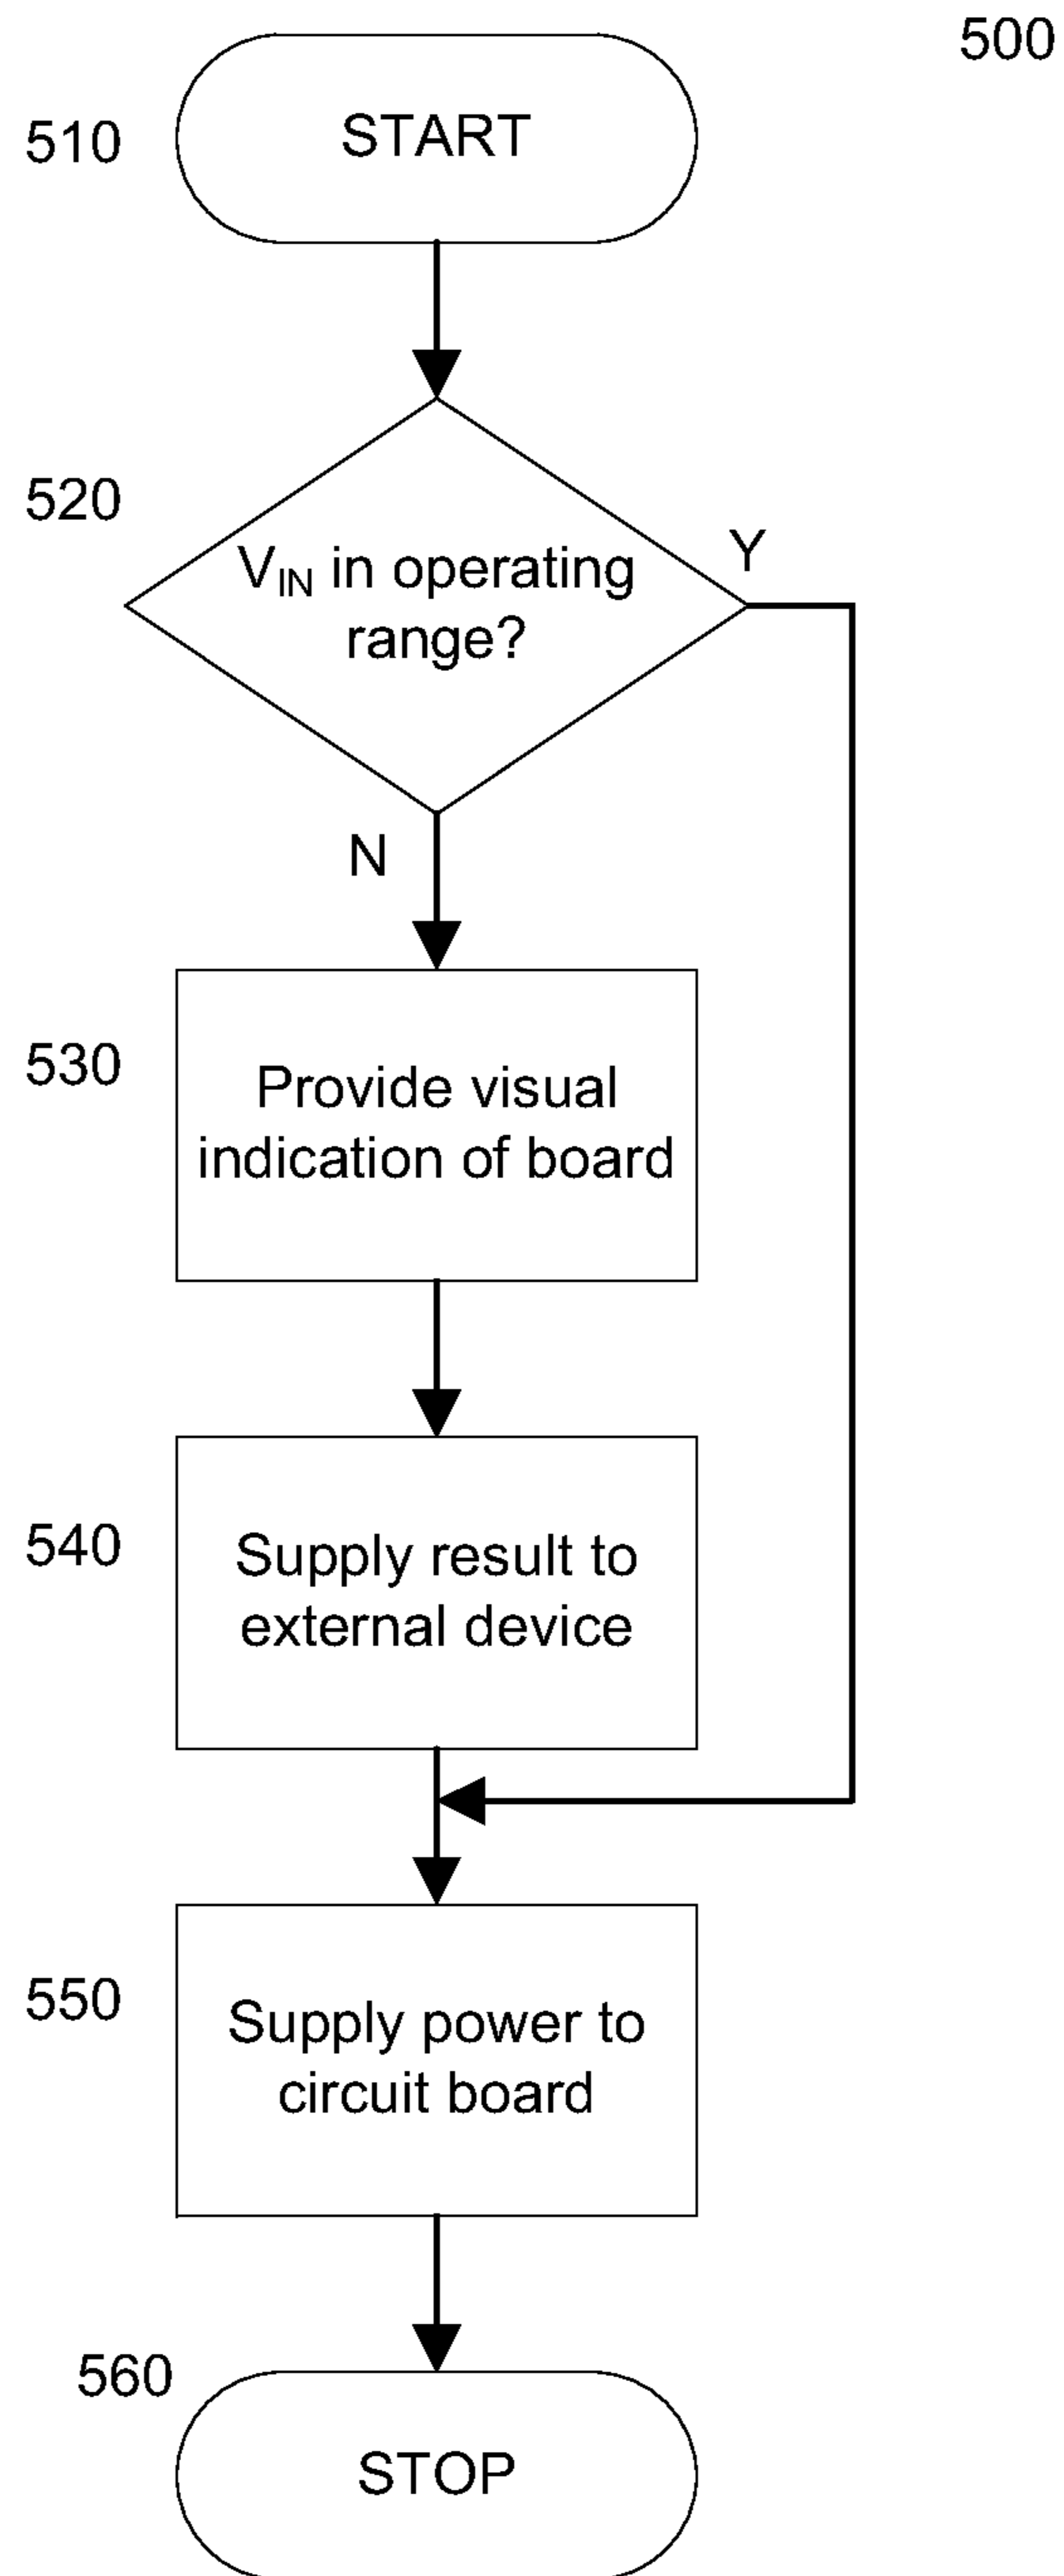 500
510
START
520
V_IN in operating
range?
Y
N
530
Provide visual
indication of board
540
Supply result to
external device
550
Supply power to
circuit board
560
STOP